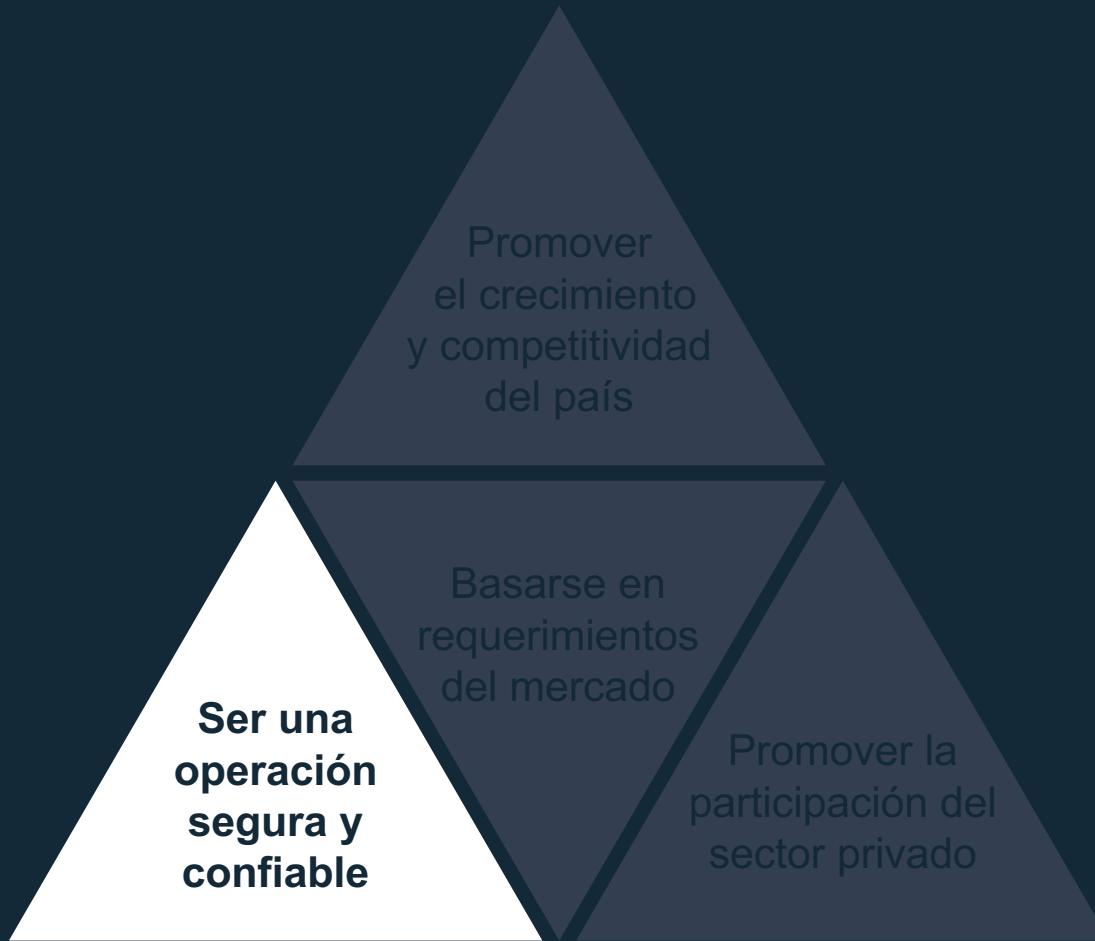 Promover
el crecimiento
y competitividad
del país
Basarse en
requerimientos
del mercado
Ser una
operación
segura y
confiable
Promover la
participación del
sector privado